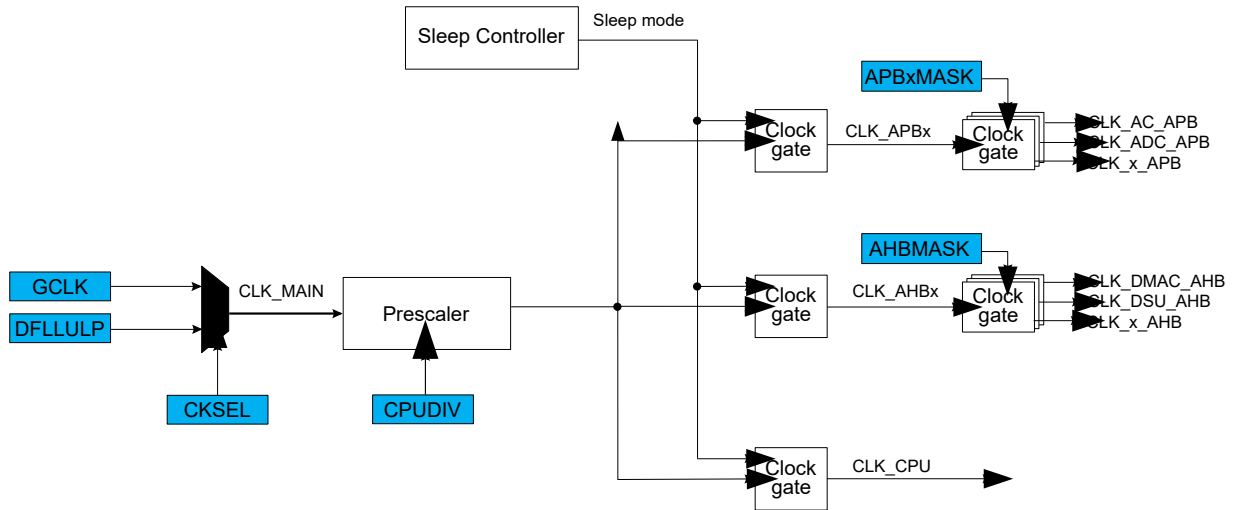 Sleep mode
Sleep Controller
APBxMASK
Clock
gate
CLK_APBx
Clock
gate
CLK_AC_APB
CLK_ADC_APB
CLK_x_APB
AHBMASK
GCLK
DFLLULP
CLK_MAIN
Prescaler
Clock
gate
CLK_AHBx
Clock
gate
CLK_DMAC_AHB
CLK_DSU_AHB
CLK_x_AHB
CKSEL
CPUDIV
Clock
gate
CLK_CPU